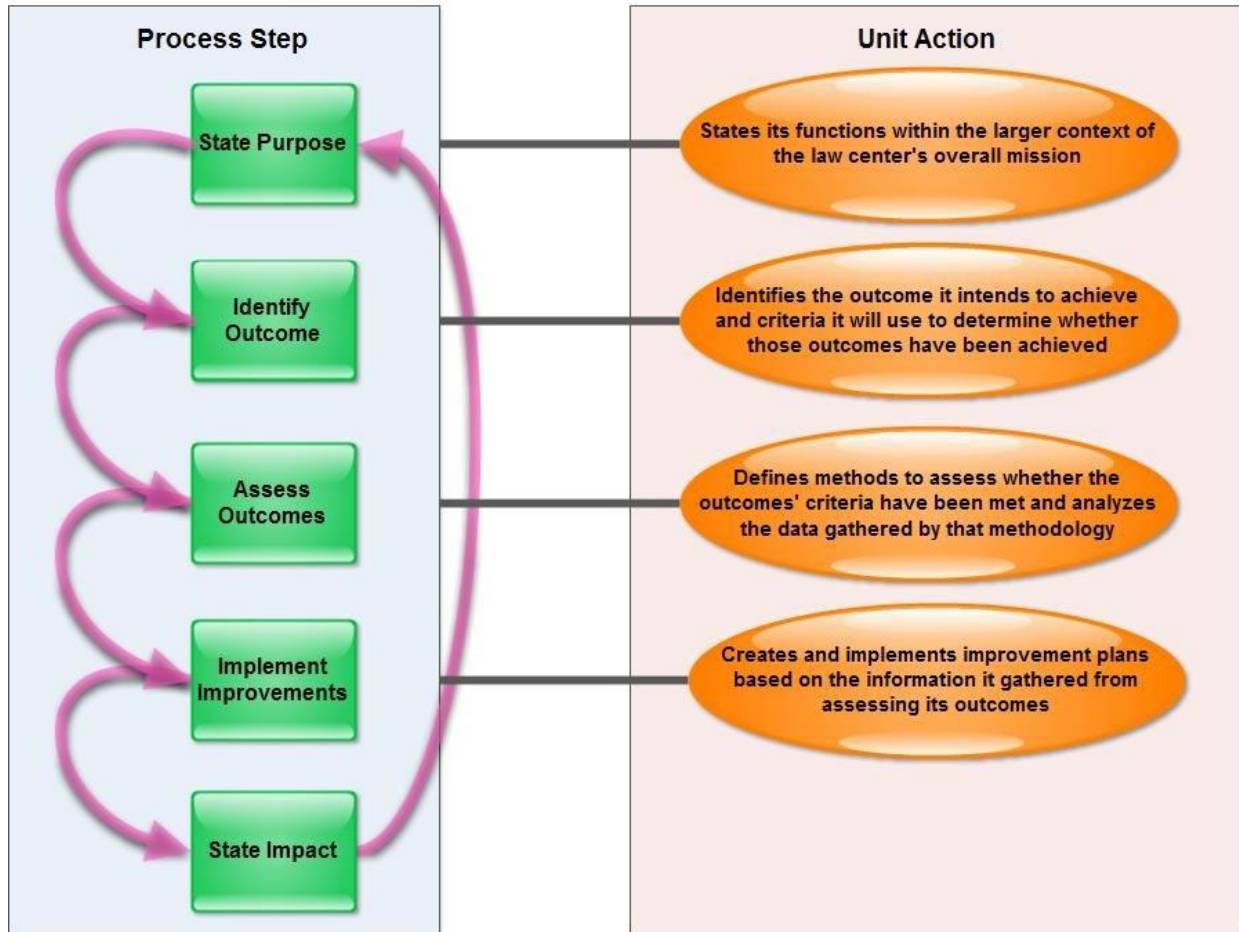 Process Step
Unit Action
State Purpose
States its functions within the larger context of
the law center's overall mission
Identify
Outcome
Identifies the outcome it intends to achieve
and criteria it will use to determine whether
those outcomes have been achieved
Assess
Outcomes
Defines methods to assess whether the
outcomes' criteria have been met and analyzes
the data gathered by that methodology
Implement
Improvements
Creates and implements improvement plans
based on the information it gathered from
assessing its outcomes
State Impact